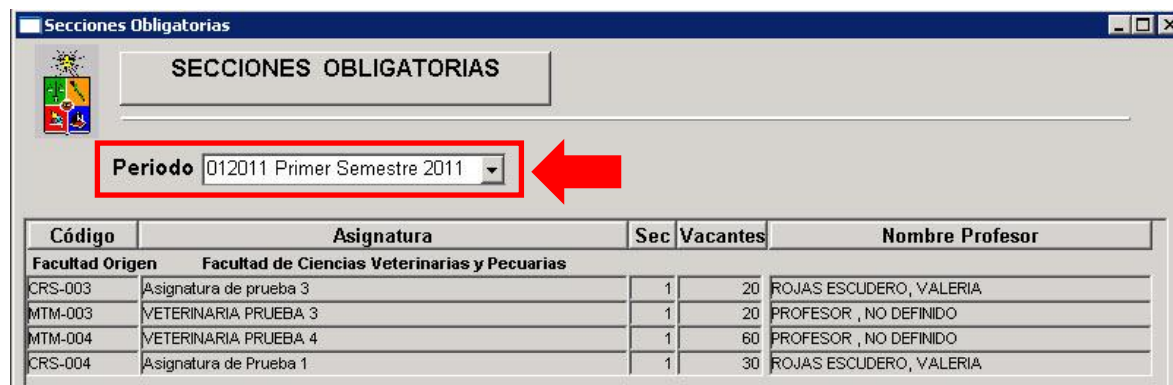 Secciones Obligatorias
SECCIONES OBLIGATORIAS
Periodo 012011 Primer Semestre 2011
Código Asignatura Sec Vacantes Nombre Profesor
Facultad Origen Facultad de Ciencias Veterinarias y Pecuarias
CRS-003 Asignatura de prueba 3 1 20 ROJAS ESCUDERO, VALERIA
MTM-003 VETERINARIA PRUEBA 3 1 20 PROFESOR , NO DEFINIDO
MTM-004 VETERINARIA PRUEBA 4 1 60 PROFESOR , NO DEFINIDO
CRS-004 Asignatura de Prueba 1 1 30 ROJAS ESCUDERO, VALERIA